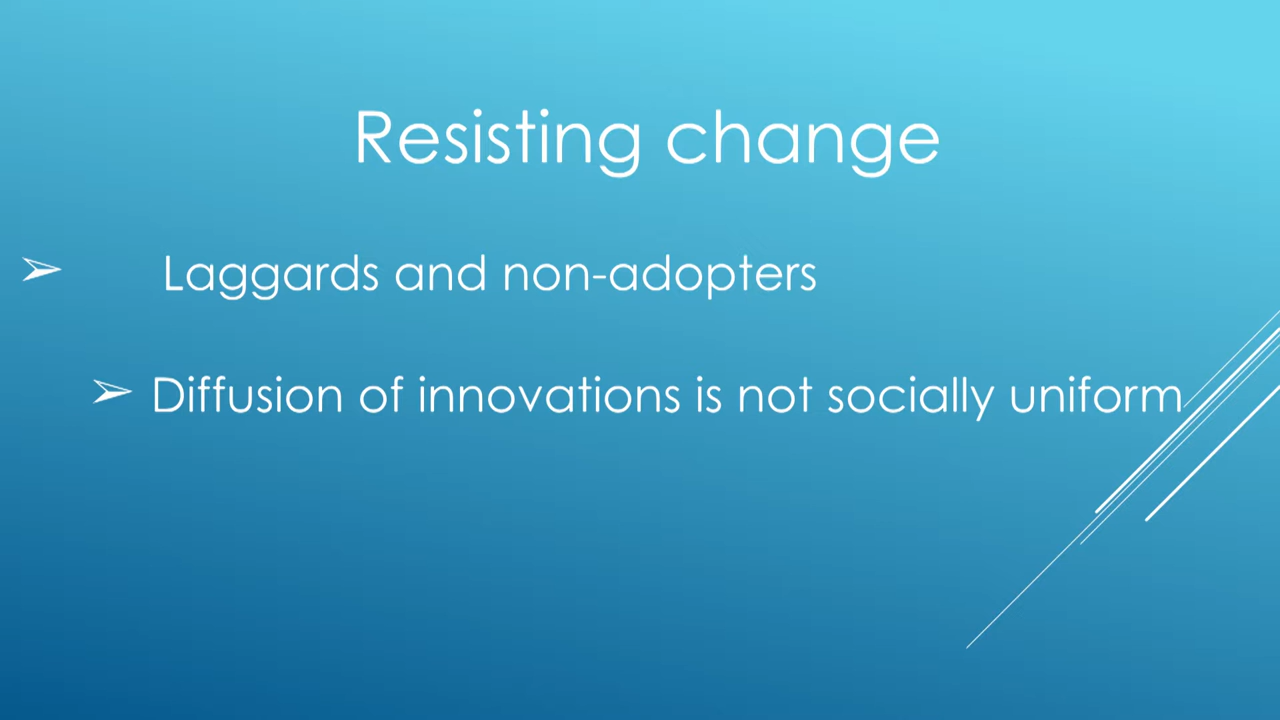 Resisting change
➢ Laggards and non-adopters
➢ Diffusion of innovations is not socially uniform